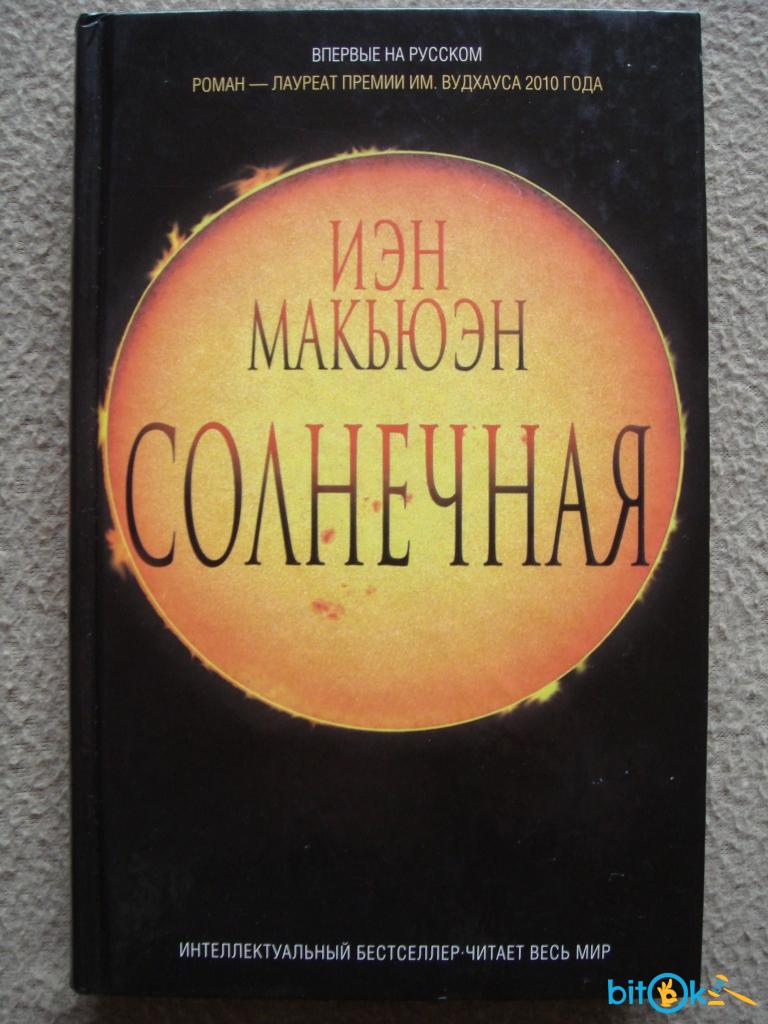 ВПЕРВЫЕ НА РУССКОМ
РОМАН — ЛАУРЕАТ ПРЕМИИ ИМ. ВУДХАУСА 2010 ГОДА
ИЭН
МАКЬЮЭН
СОЛНЕЧНАЯ
ИНТЕЛЛЕКТУАЛЬНЫЙ БЕСТСЕЛЛЕР·ЧИТАЕТ ВЕСЬ МИР
bitOk